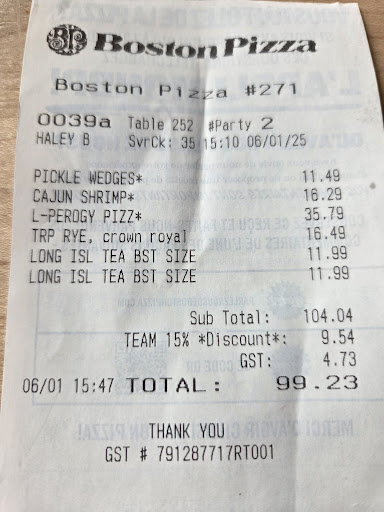 BP Boston Pizza
Boston Pizza #271
0039a Table 252 #Party 2
HALEY B SvrCk: 35 15:10 06/01/25
PICKLE WEDGES* 11.49
CAJUN SHRIMP* 16.29
L-PEROGY PIZZ* 35.79
TRP RYE, crown royal 16.49
LONG ISL TEA BST SIZE 11.99
LONG ISL TEA BST SIZE 11.99
Sub Total: 104.04
TEAM 15% *Discount*: 9.54
GST: 4.73
06/01 15:47 TOTAL: 99.23
THANK YOU
GST # 791287717RT001